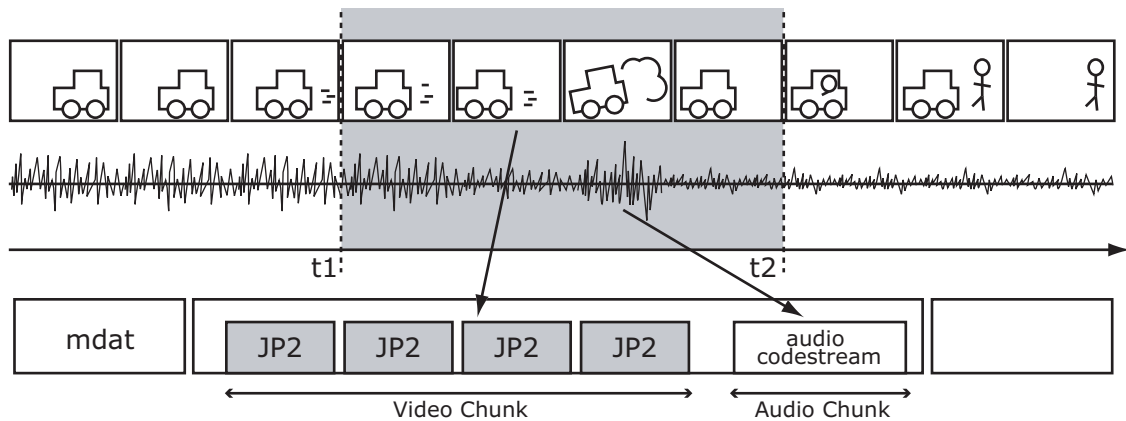 t1
t2
mdat
JP2
JP2
JP2
JP2
audio
codestream
Video Chunk
Audio Chunk